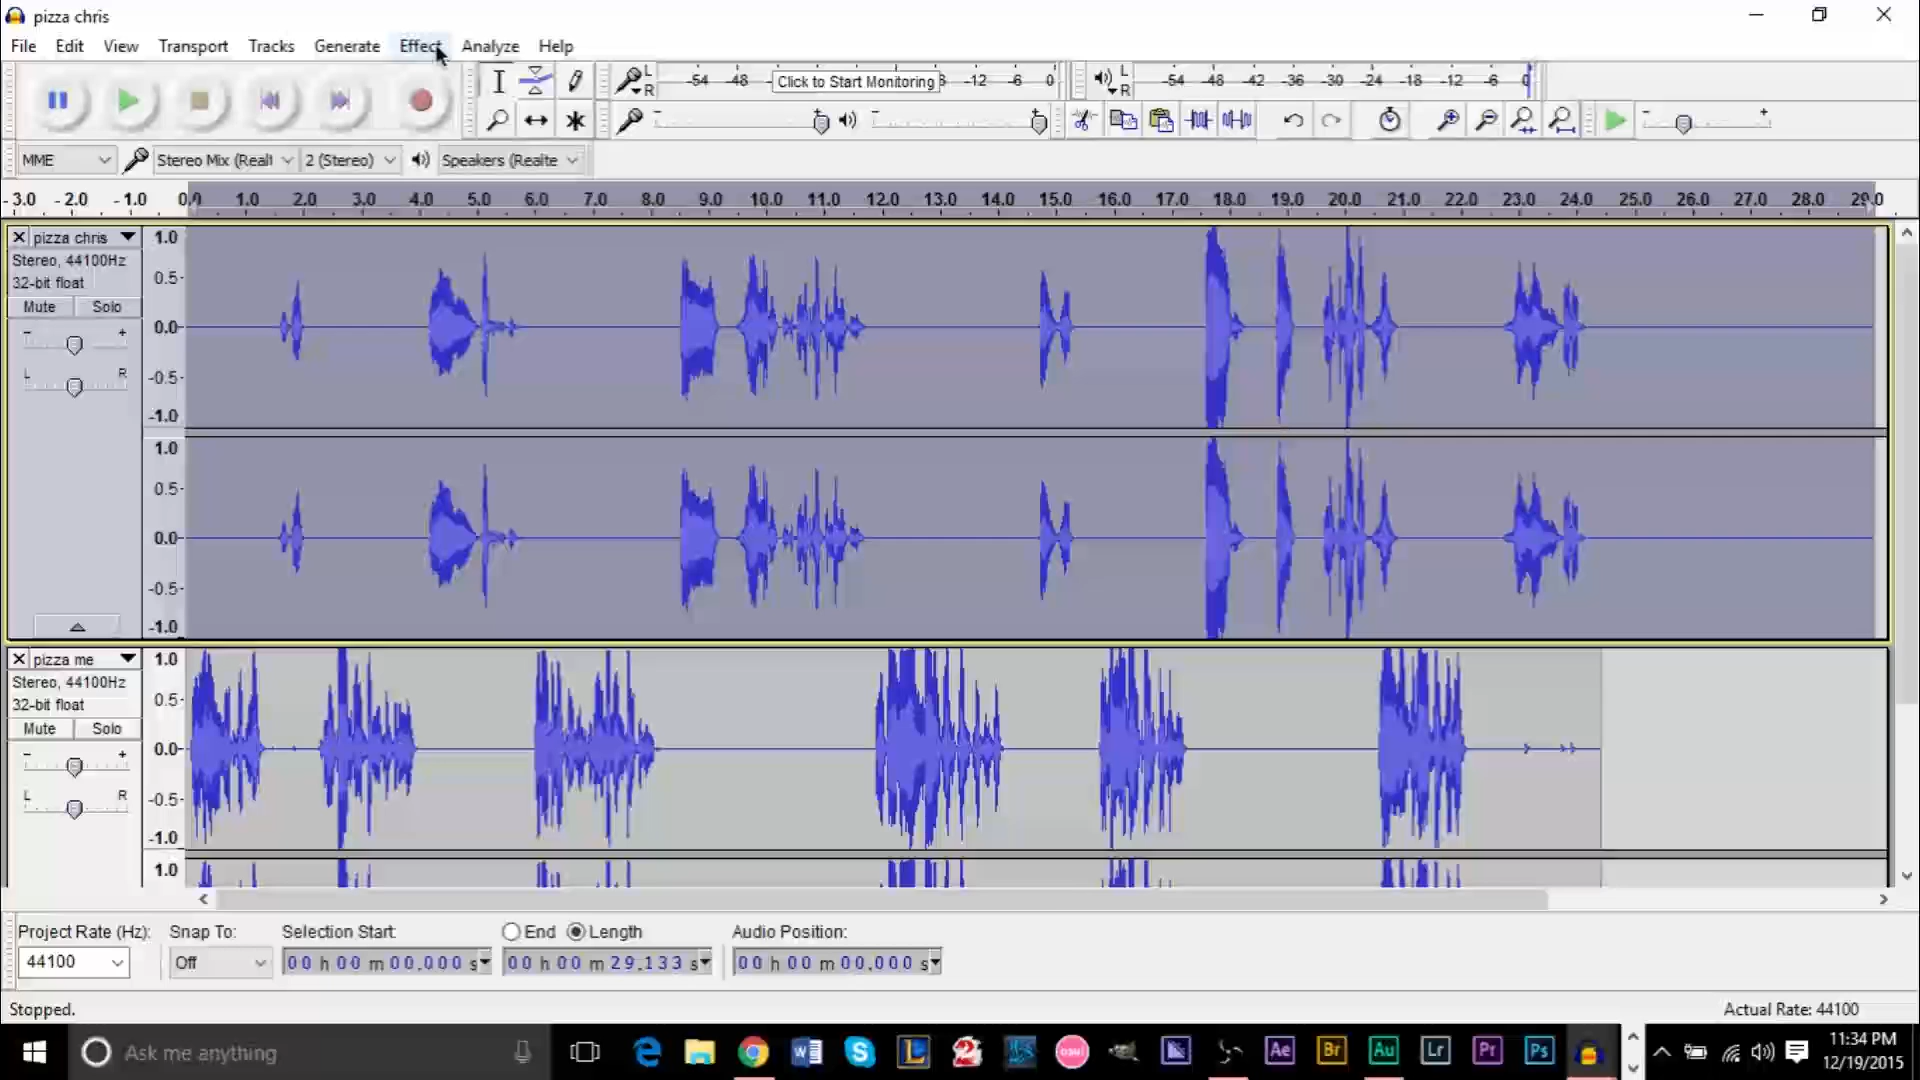 pizza chris
File Edit View Transport Tracks Generate Effect Analyze Help
L
R
-54 -48 Click to Start Monitoring 8 -12 -6 0
L
R
-54 -48 -42 -36 -30 -24 -18 -12 -6 0
MME Stereo Mix (Realt 2 (Stereo) Speakers (Realte
-3.0 -2.0 -1.0 0.0 1.0 2.0 3.0 4.0 5.0 6.0 7.0 8.0 9.0 10.0 11.0 12.0 13.0 14.0 15.0 16.0 17.0 18.0 19.0 20.0 21.0 22.0 23.0 24.0 25.0 26.0 27.0 28.0 29.0
pizza chris
Stereo, 44100Hz
32-bit float
Mute Solo
- +
L R
1.0
0.5-
0.0-
-0.5-
-1.0
1.0
0.5-
0.0-
-0.5-
-1.0
pizza me
Stereo, 44100Hz
32-bit float
Mute Solo
- +
L R
1.0
0.5-
0.0-
-0.5-
-1.0
1.0
Project Rate (Hz): Snap To: Selection Start: End Length Audio Position:
44100 Off 00 h 00 m 00.000 s 00 h 00 m 29.133 s 00 h 00 m 00.000 s
Stopped. Actual Rate: 44100
Ask me anything
osu!
Ae Br Au Lr Pr Ps
11:34 PM
12/19/2015